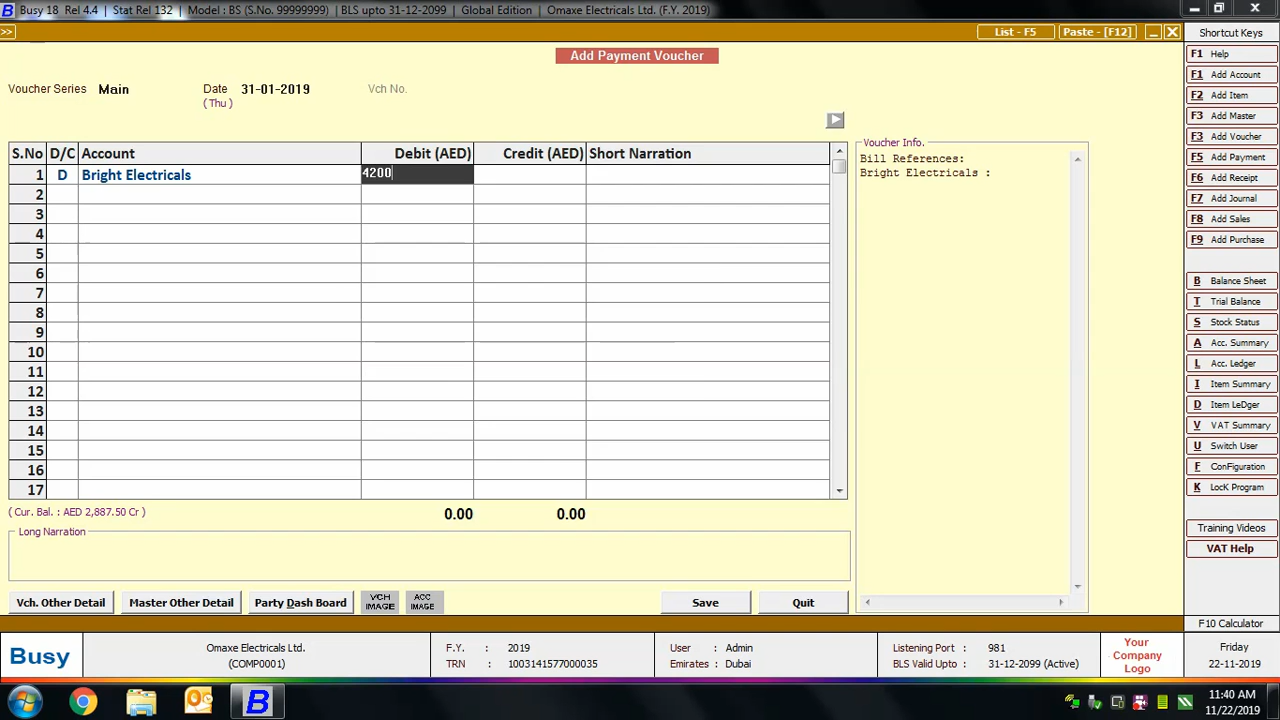 Busy 18 Rel 4.4 | Stat Rel 132 | Model : BS (S.No. 99999999) | BLS upto 31-12-2099 | Global Edition | Omaxe Electricals Ltd. (F.Y. 2019)
>> List - F5 Paste - [F12]
Add Payment Voucher
Voucher Series Main Date 31-01-2019 Vch No.
( Thu )
S.No D/C Account Debit (AED) Credit (AED) Short Narration
1 D Bright Electricals 4200
2
3
4
5
6
7
8
9
10
11
12
13
14
15
16
17
( Cur. Bal. : AED 2,887.50 Cr ) 0.00 0.00
Long Narration
Vch. Other Detail Master Other Detail Party Dash Board VCH IMAGE ACC IMAGE Save Quit
Voucher Info.
Bill References:
Bright Electricals :
Shortcut Keys
F1 Help
F1 Add Account
F2 Add Item
F3 Add Master
F3 Add Voucher
F5 Add Payment
F6 Add Receipt
F7 Add Journal
F8 Add Sales
F9 Add Purchase
B Balance Sheet
T Trial Balance
S Stock Status
A Acc. Summary
L Acc. Ledger
I Item Summary
D Item LeDger
V VAT Summary
U Switch User
F ConFiguration
K LocK Program
Training Videos
VAT Help
F10 Calculator
Busy
Omaxe Electricals Ltd.
(COMP0001)
F.Y. : 2019
TRN : 1003141577000035
User : Admin
Emirates : Dubai
Listening Port : 981
BLS Valid Upto : 31-12-2099 (Active)
Your
Company
Logo
Friday
22-11-2019
11:40 AM
11/22/2019